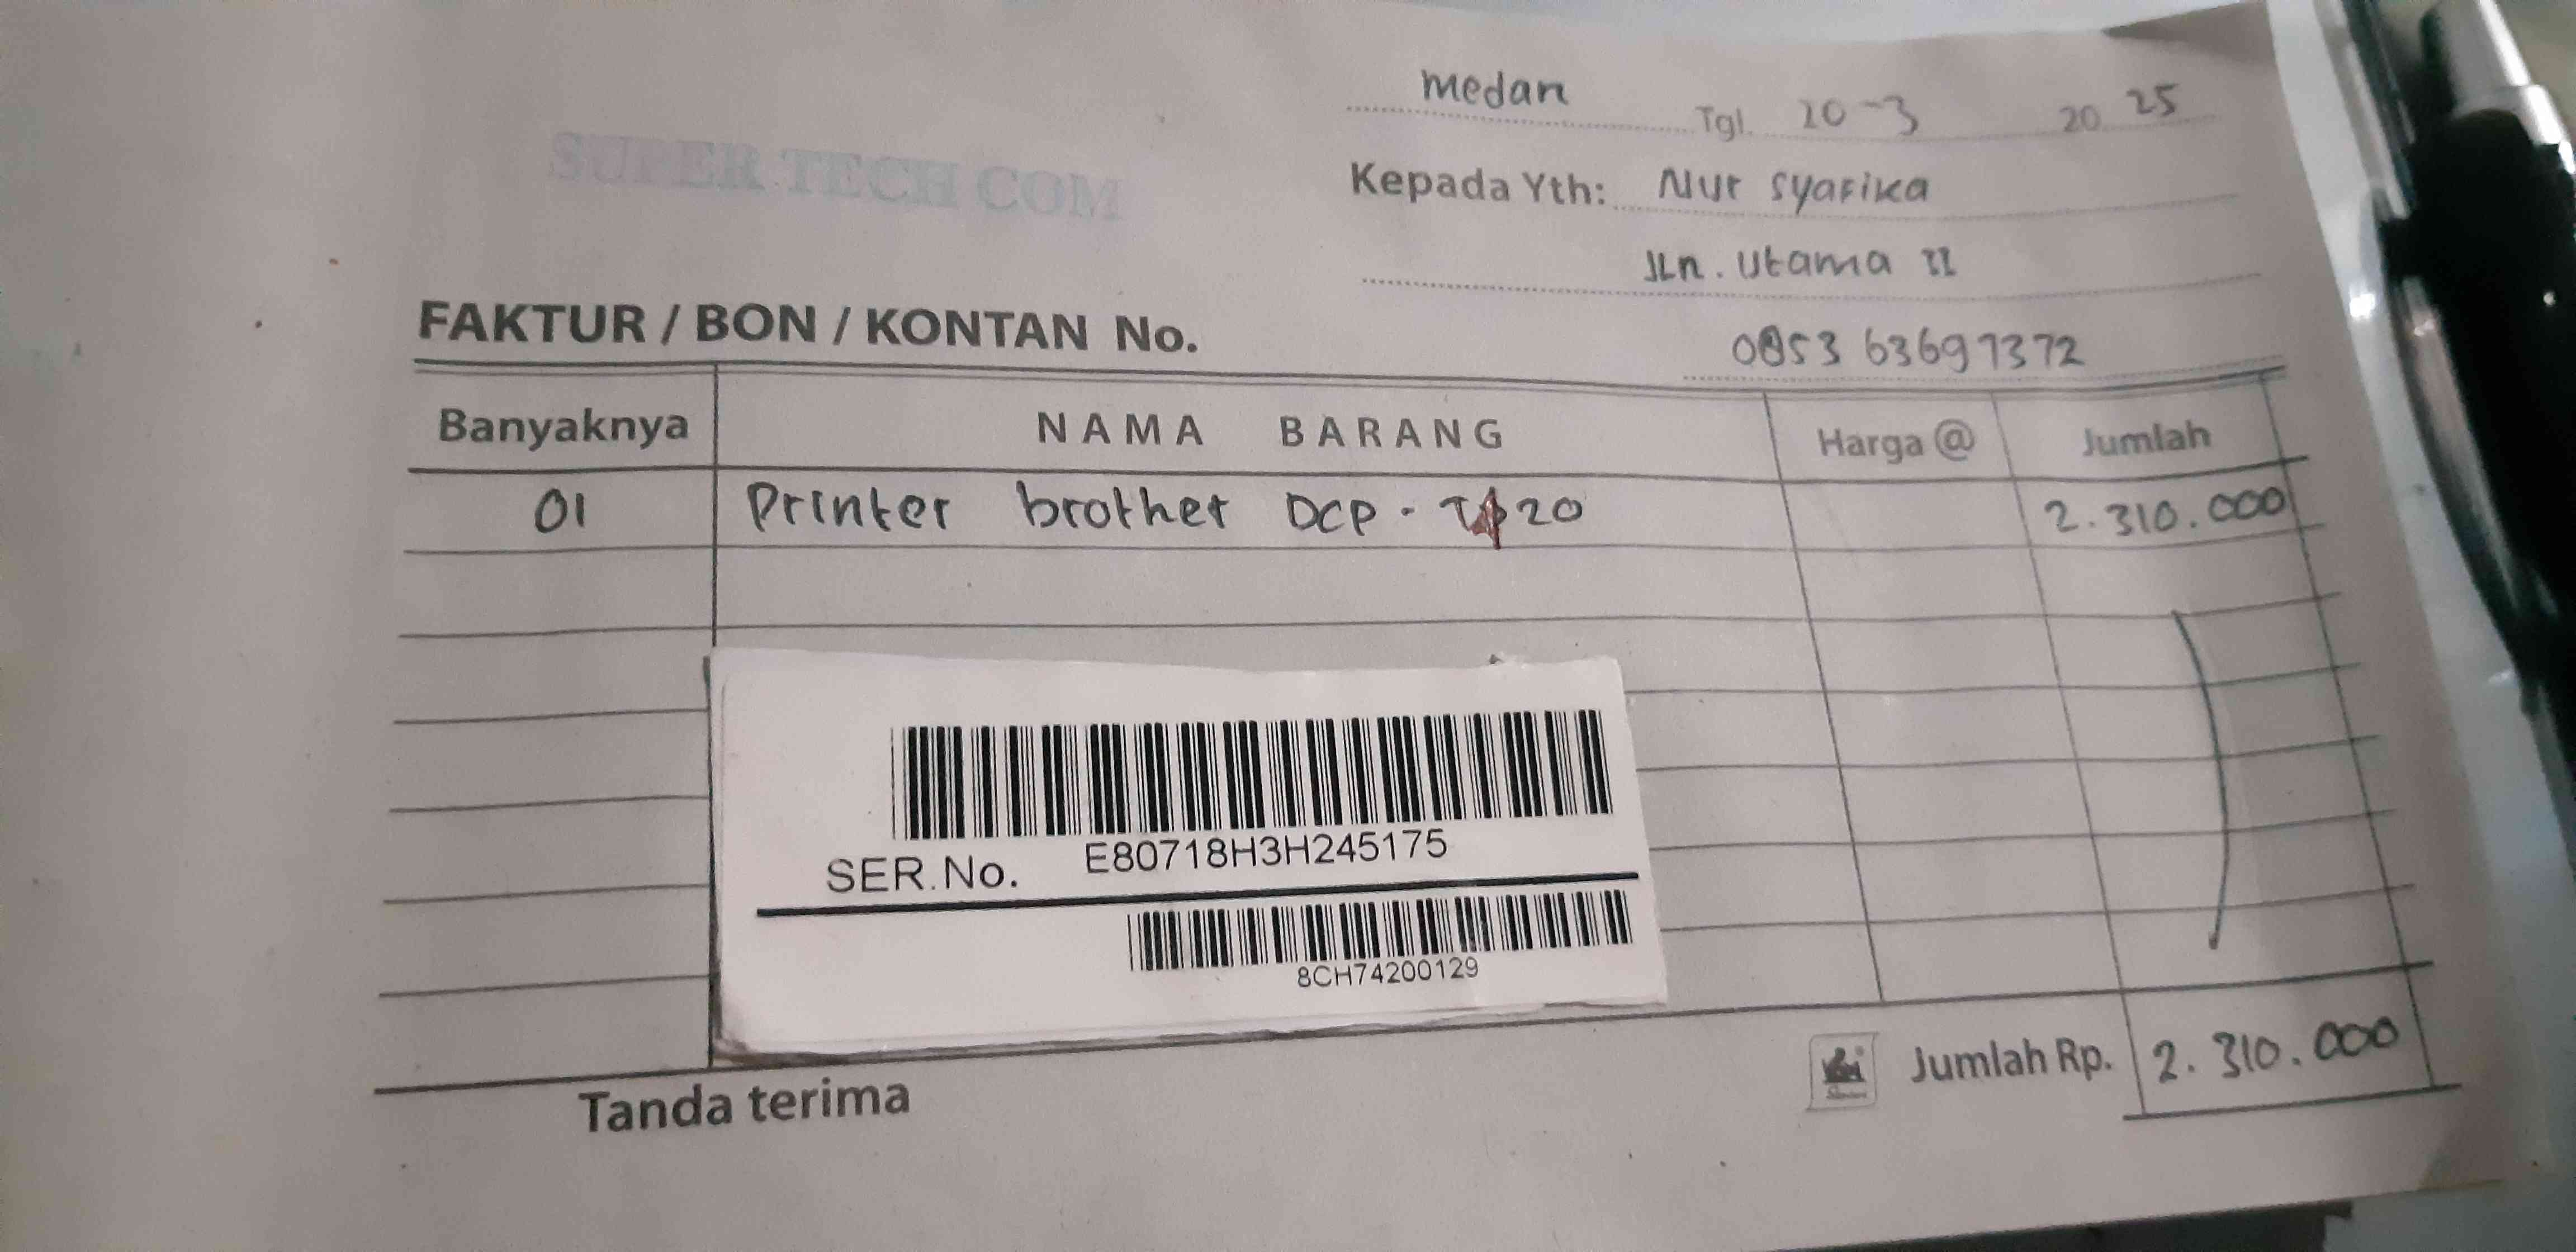 medan Tgl. 20-3 20 25
SUPER TECH COM
Kepada Yth: Nur syafika
JLn. Utama II
FAKTUR / BON / KONTAN No.
0853 63697372
Banyaknya NAMA BARANG Harga @ Jumlah
01 Printer brother DCP - 2.310.000
SER.No. E80718H3H245175
8CH74200129
Jumlah Rp. 2.310.000
Tanda terima